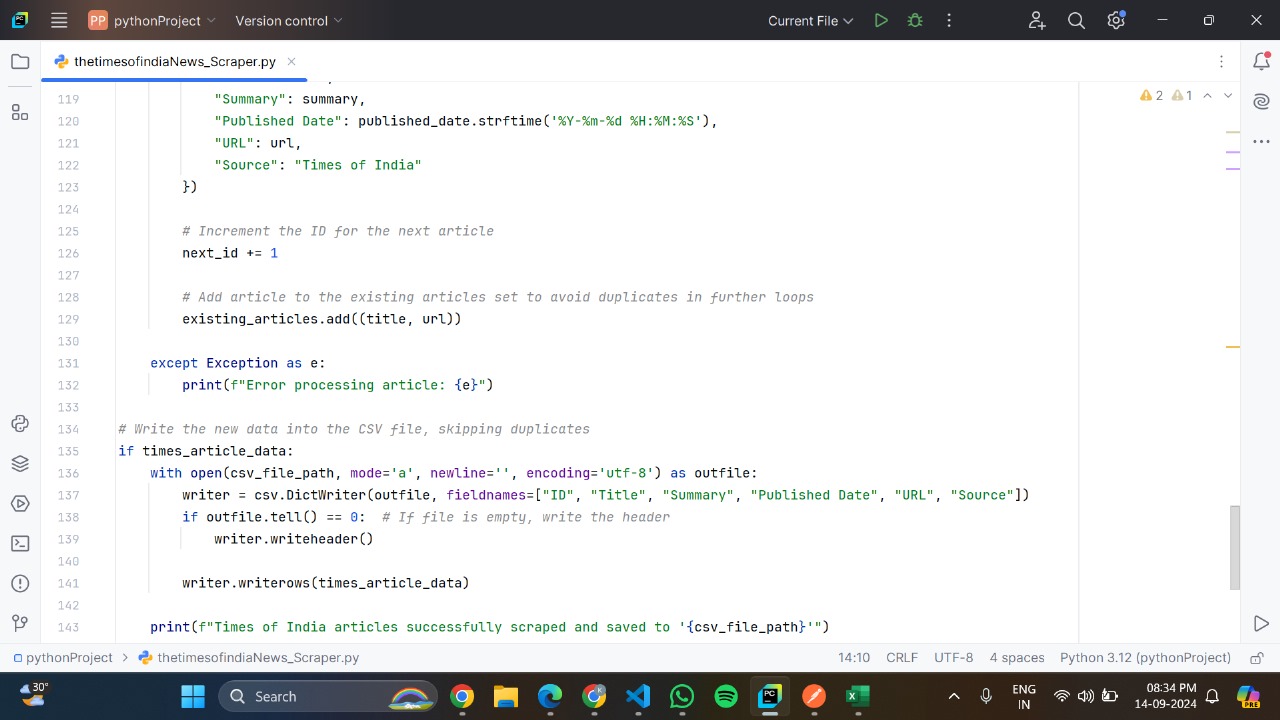 PP pythonProject Version control Current File
thetimesofindiaNews_Scraper.py
2 1
119 "Summary": summary,
120 "Published Date": published_date.strftime('%Y-%m-%d %H:%M:%S'),
121 "URL": url,
122 "Source": "Times of India"
123 })
124
125 # Increment the ID for the next article
126 next_id += 1
127
128 # Add article to the existing articles set to avoid duplicates in further loops
129 existing_articles.add((title, url))
130
131 except Exception as e:
132 print(f"Error processing article: {e}")
133
134 # Write the new data into the CSV file, skipping duplicates
135 if times_article_data:
136 with open(csv_file_path, mode='a', newline='', encoding='utf-8') as outfile:
137 writer = csv.DictWriter(outfile, fieldnames=["ID", "Title", "Summary", "Published Date", "URL", "Source"])
138 if outfile.tell() == 0: # If file is empty, write the header
139 writer.writeheader()
140
141 writer.writerows(times_article_data)
142
143 print(f"Times of India articles successfully scraped and saved to '{csv_file_path}'")
pythonProject > thetimesofindiaNews_Scraper.py 14:10 CRLF UTF-8 4 spaces Python 3.12 (pythonProject)
30° Search ENG 08:34 PM
IN 14-09-2024